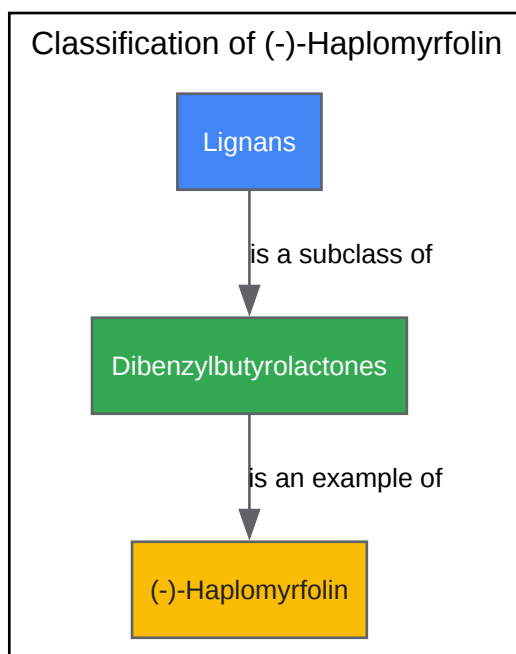 Classification of (-)-Haplomyrfolin
Lignans
is a subclass of
Dibenzylbutyrolactones
is an example of
(-)-Haplomyrfolin